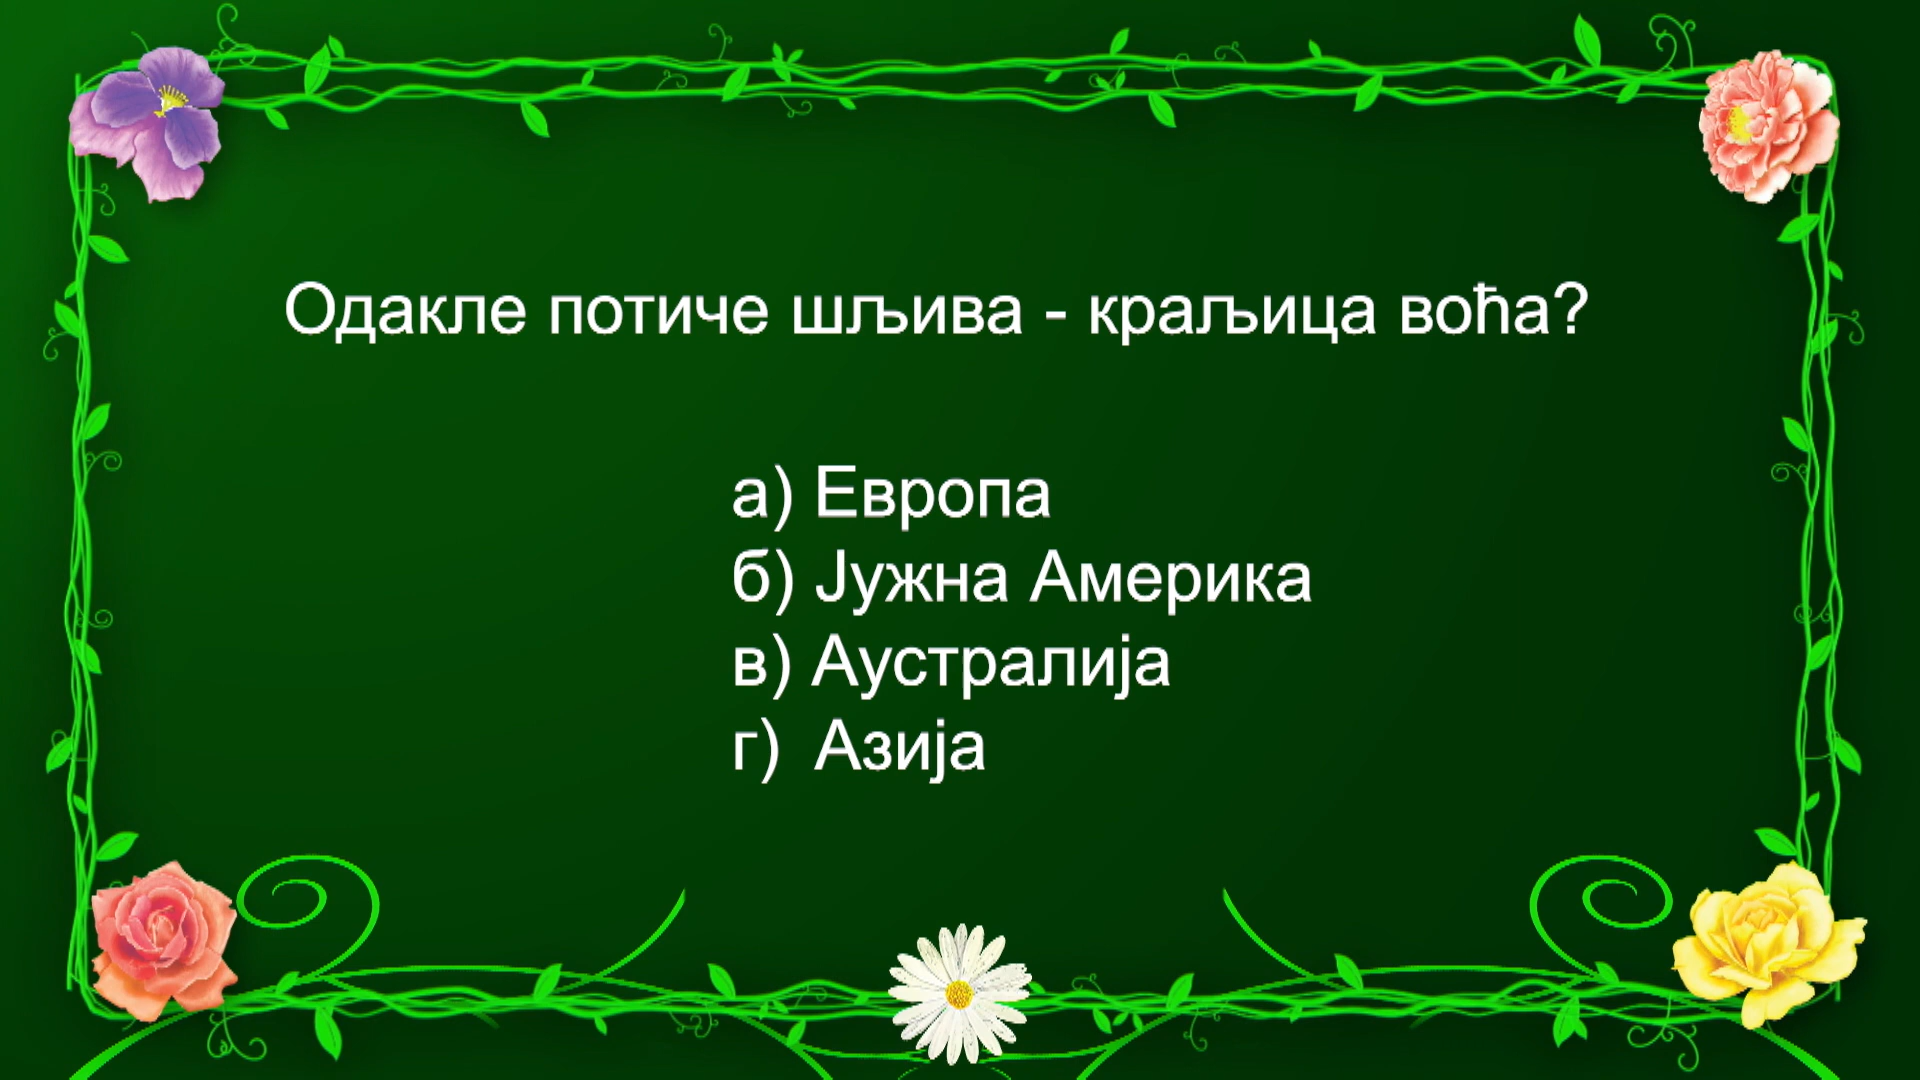 Одакле потиче шљива - краљица воћа?
а) Европа
б) Јужна Америка
в) Аустралија
г) Азија